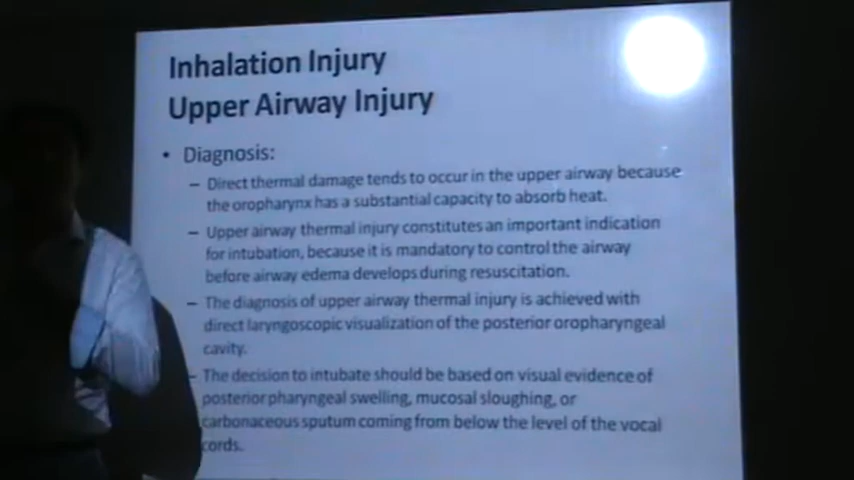 Inhalation Injury
Upper Airway Injury
• Diagnosis:
– Direct thermal damage tends to occur in the upper airway because
the oropharynx has a substantial capacity to absorb heat.
– Upper airway thermal injury constitutes an important indication
for intubation, because it is mandatory to control the airway
before airway edema develops during resuscitation.
– The diagnosis of upper airway thermal injury is achieved with
direct laryngoscopic visualization of the posterior oropharyngeal
cavity.
– The decision to intubate should be based on visual evidence of
posterior pharyngeal swelling, mucosal sloughing, or
carbonaceous sputum coming from below the level of the vocal
cords.